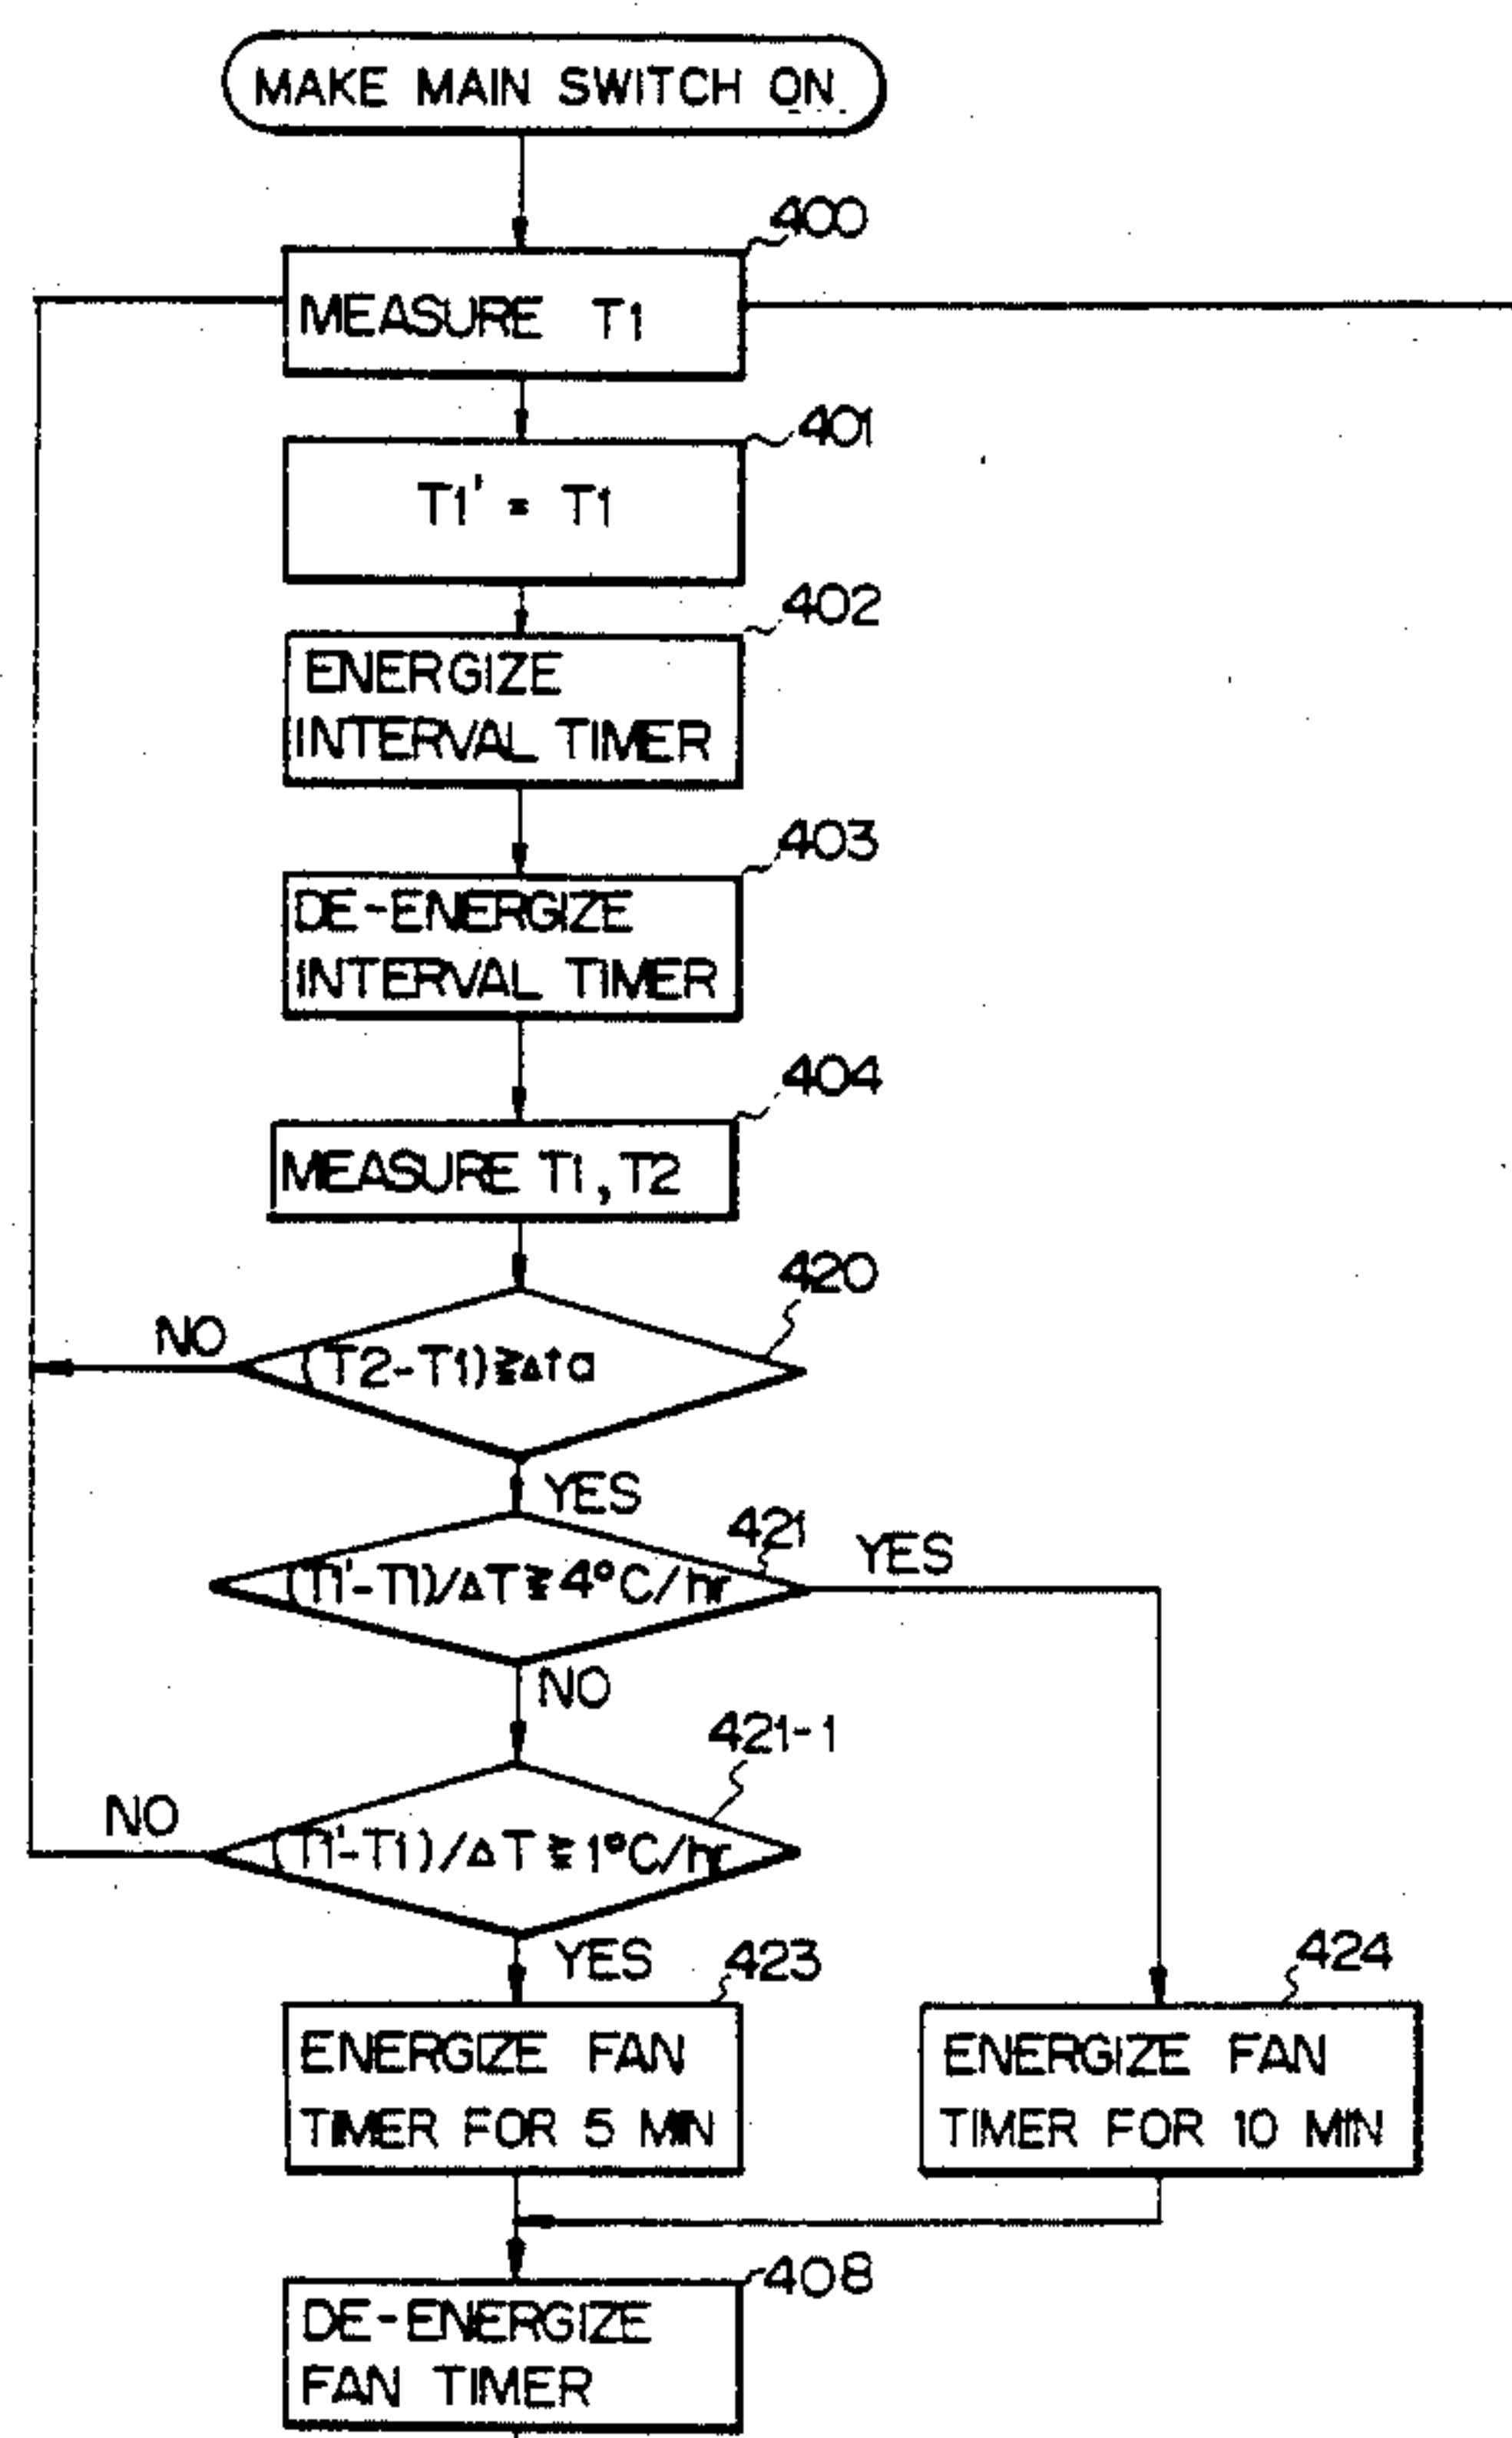 MAKE MAIN SWITCH ON
400
MEASURE T1
401
T1' = T1
402
ENERGIZE
INTERVAL TIMER
403
DE-ENERGIZE
INTERVAL TIMER
404
MEASURE T1, T2
420
NO
(T2-T1)≧Δta
YES
421
YES
(T1'-T1)/ΔT≧4°C/hr
NO
421-1
NO
(T1'-T1)/ΔT≧1°C/hr
YES
423
424
ENERGIZE FAN
TIMER FOR 5 MIN
ENERGIZE FAN
TIMER FOR 10 MIN
408
DE-ENERGIZE
FAN TIMER